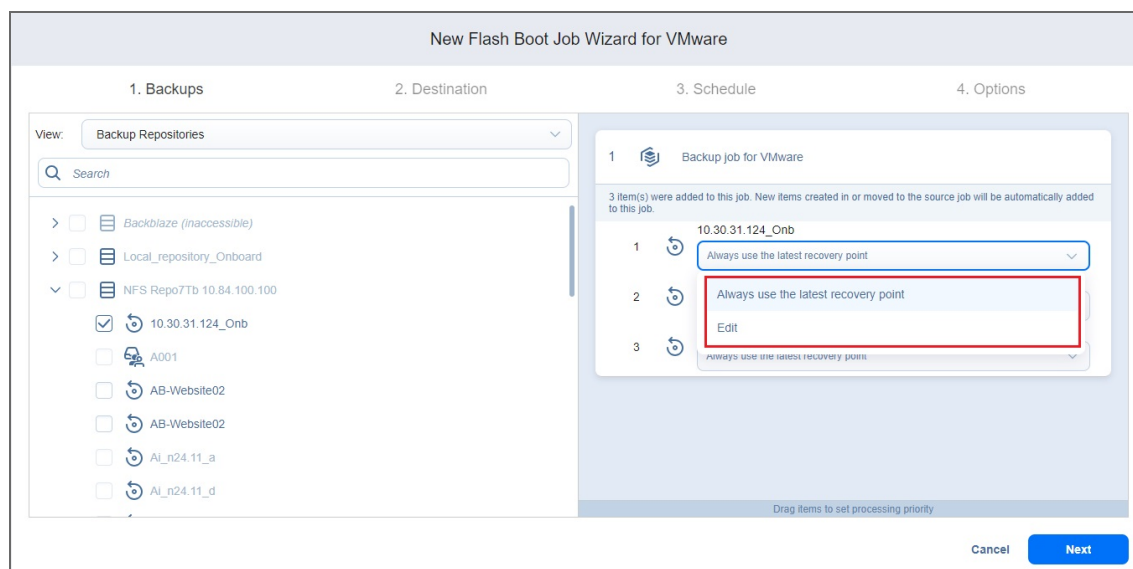 New Flash Boot Job Wizard for VMware
1. Backups
2. Destination
3. Schedule
4. Options
View:
Backup Repositories
Search
Backblaze (inaccessible)
Local_repository_Onboard
NFS Repo7Tb 10.84.100.100
10.30.31.124_Onb
A001
AB-Website02
AB-Website02
Ai_n24.11_a
Ai_n24.11_d
1
Backup job for VMware
3 item(s) were added to this job. New items created in or moved to the source job will be automatically added
to this job.
10.30.31.124_Onb
1
Always use the latest recovery point
2
Always use the latest recovery point
Edit
3
Always use the latest recovery point
Drag items to set processing priority
Cancel
Next